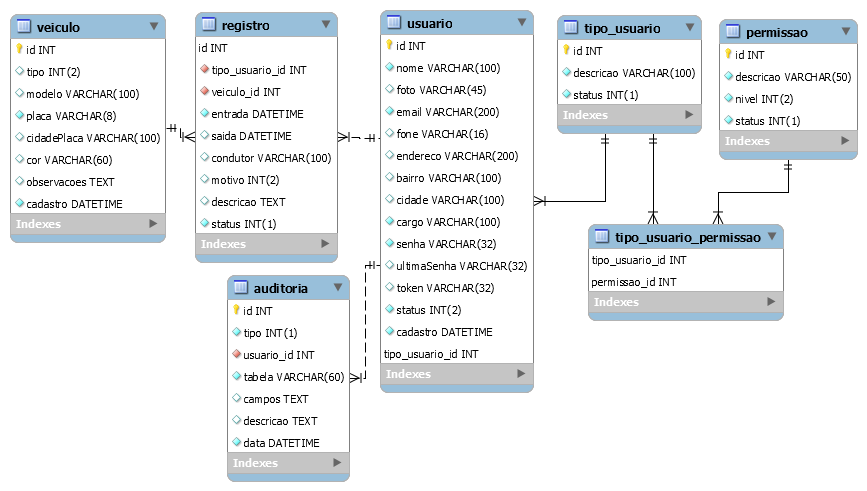 veiculo
id INT
tipo INT(2)
modelo VARCHAR(100)
placa VARCHAR(8)
cidadePlaca VARCHAR(100)
cor VARCHAR(60)
observacoes TEXT
cadastro DATETIME
Indexes
registro
id INT
tipo_usuario_id INT
veiculo_id INT
entrada DATETIME
saida DATETIME
condutor VARCHAR(100)
motivo INT(2)
descricao TEXT
status INT(1)
Indexes
usuario
id INT
nome VARCHAR(100)
foto VARCHAR(45)
email VARCHAR(200)
fone VARCHAR(16)
endereco VARCHAR(200)
bairro VARCHAR(100)
cidade VARCHAR(100)
cargo VARCHAR(100)
senha VARCHAR(32)
ultimaSenha VARCHAR(32)
token VARCHAR(32)
status INT(2)
cadastro DATETIME
tipo_usuario_id INT
Indexes
tipo_usuario
id INT
descricao VARCHAR(100)
status INT(1)
Indexes
permissao
id INT
descricao VARCHAR(50)
nivel INT(2)
status INT(1)
Indexes
tipo_usuario_permissao
tipo_usuario_id INT
permissao_id INT
Indexes
auditoria
id INT
tipo INT(1)
usuario_id INT
tabela VARCHAR(60)
campos TEXT
descricao TEXT
data DATETIME
Indexes